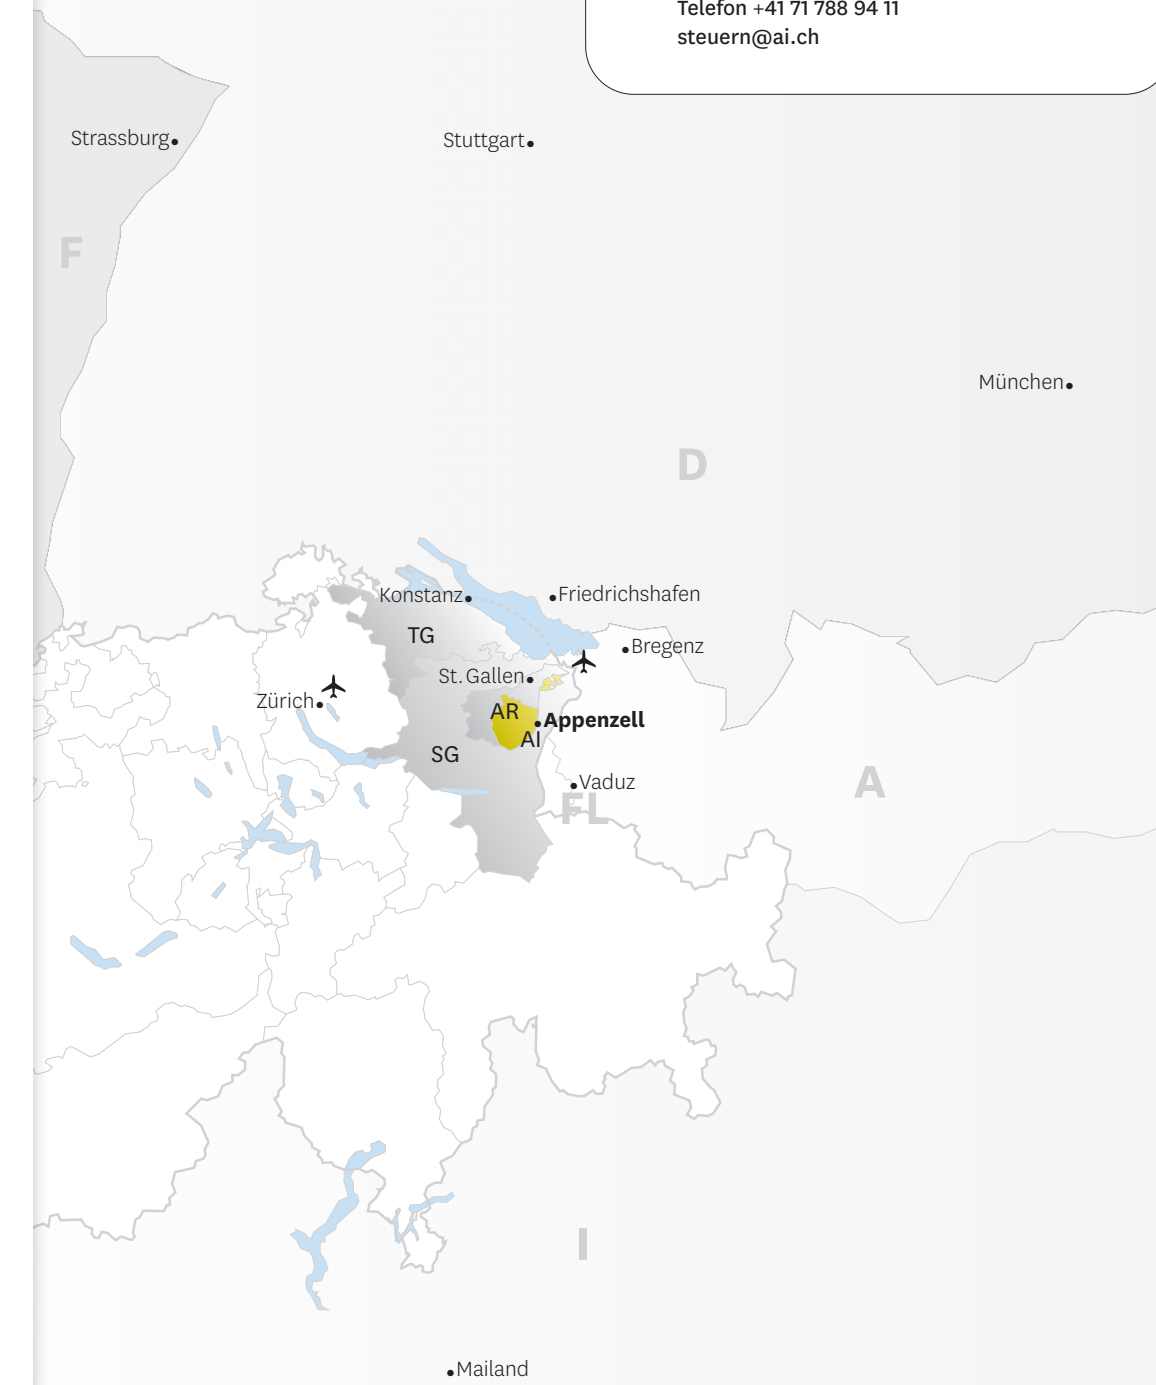 Telefon +41 71 788 94 11
steuern@ai.ch
Strassburg
Stuttgart
F
München
D
Konstanz
Friedrichshafen
TG
Bregenz
St. Gallen
Zürich
AR
Appenzell
AI
SG
Vaduz
A
FL
I
Mailand